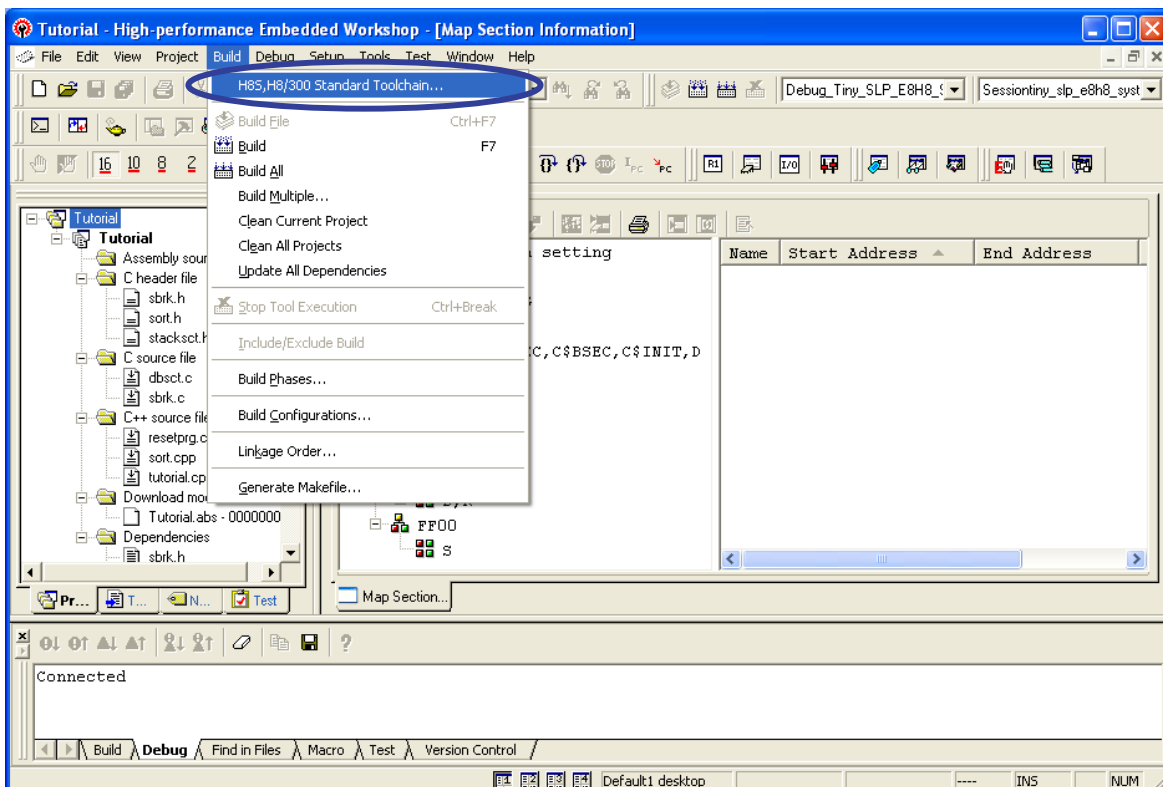 Tutorial - High-performance Embedded Workshop - [Map Section Information]
File Edit View Project Build Debug Setup Tools Test Window Help
H8S,H8/300 Standard Toolchain...
Debug_Tiny_SLP_E8H8_
Sessiontiny_slp_e8h8_syst
Build File Ctrl+F7
Build F7
Build All
Build Multiple...
Clean Current Project
Clean All Projects
Update All Dependencies
Stop Tool Execution Ctrl+Break
Include/Exclude Build
Build Phases...
Build Configurations...
Linkage Order...
Generate Makefile...
16 10 8 2
STOP
PC
PC
R1
I/O
Tutorial
Tutorial
Assembly sour
C header file
sbrk.h
sort.h
stacksct.h
C source file
dbsct.c
sbrk.c
C++ source file
resetprg.c
sort.cpp
tutorial.cp
Download mo
Tutorial.abs - 0000000
Dependencies
sbrk.h
setting
C,C$BSEC,C$INIT,D
FF00
S
Name Start Address End Address
Pr... T... N... Test
Map Section...
Connected
Build Debug Find in Files Macro Test Version Control
Default1 desktop ---- INS NUM